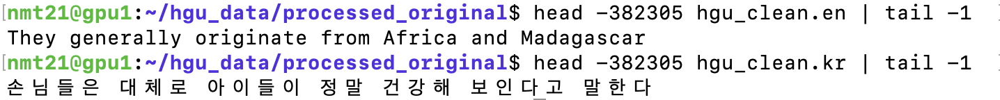 nmt21@gpu1:~/hgu_data/processed_original$ head -382305 hgu_clean.en | tail -1
They generally originate from Africa and Madagascar
nmt21@gpu1:~/hgu_data/processed_original$ head -382305 hgu_clean.kr | tail -1
손님들은 대체로 아이들이 정말 건강해 보인다고 말한다